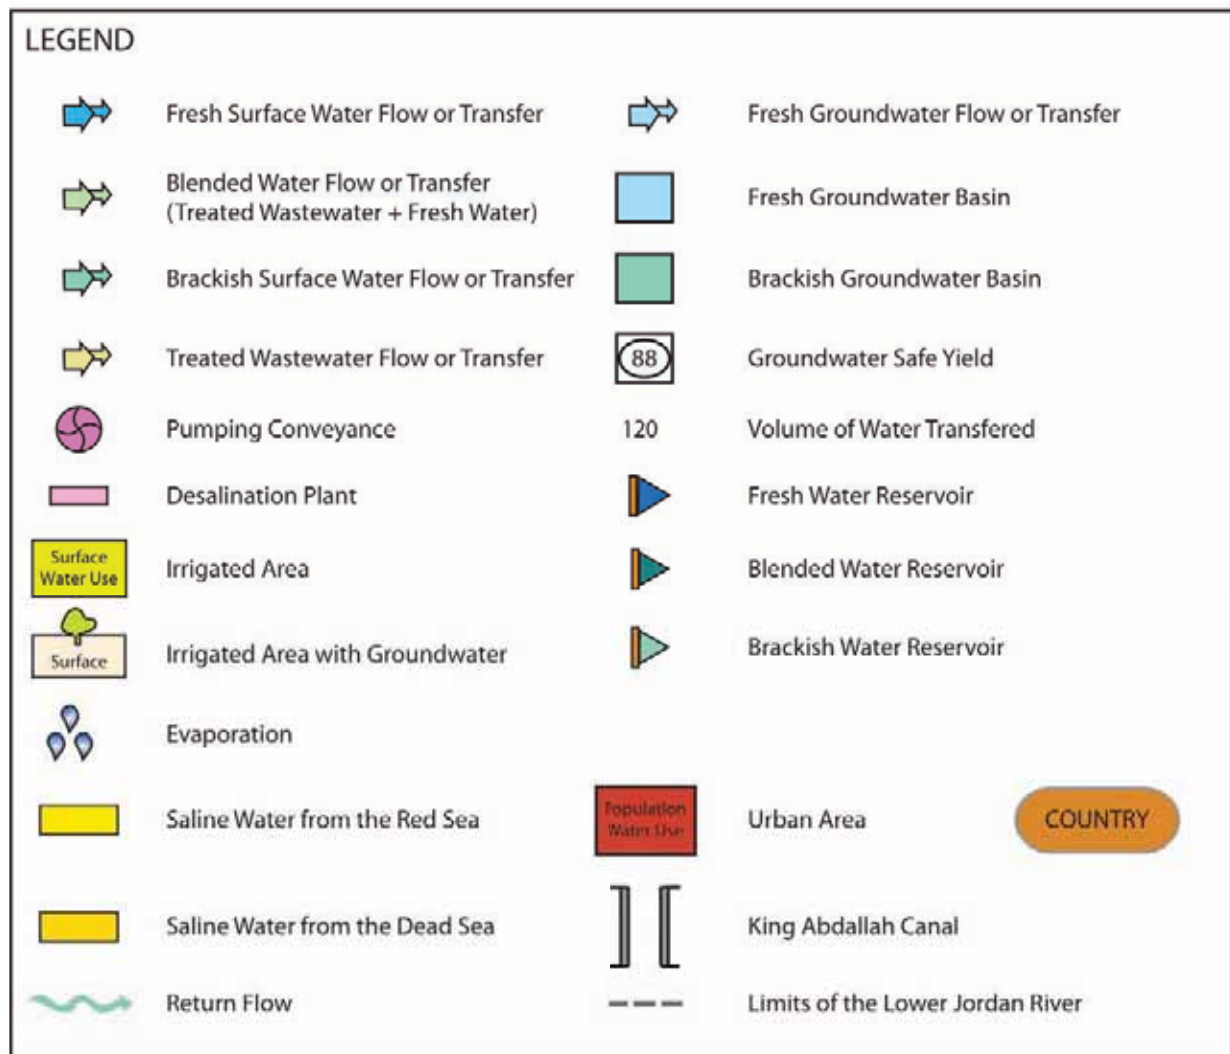 LEGEND
Fresh Surface Water Flow or Transfer
Blended Water Flow or Transfer
(Treated Wastewater + Fresh Water)
Brackish Surface Water Flow or Transfer
Treated Wastewater Flow or Transfer
Pumping Conveyance
Desalination Plant
Surface
Water Use
Irrigated Area
Surface
Irrigated Area with Groundwater
Evaporation
Saline Water from the Red Sea
Saline Water from the Dead Sea
Return Flow
Fresh Groundwater Flow or Transfer
Fresh Groundwater Basin
Brackish Groundwater Basin
88
Groundwater Safe Yield
120
Volume of Water Transfered
Fresh Water Reservoir
Blended Water Reservoir
Brackish Water Reservoir
Population
Water Use
Urban Area
COUNTRY
King Abdallah Canal
Limits of the Lower Jordan River